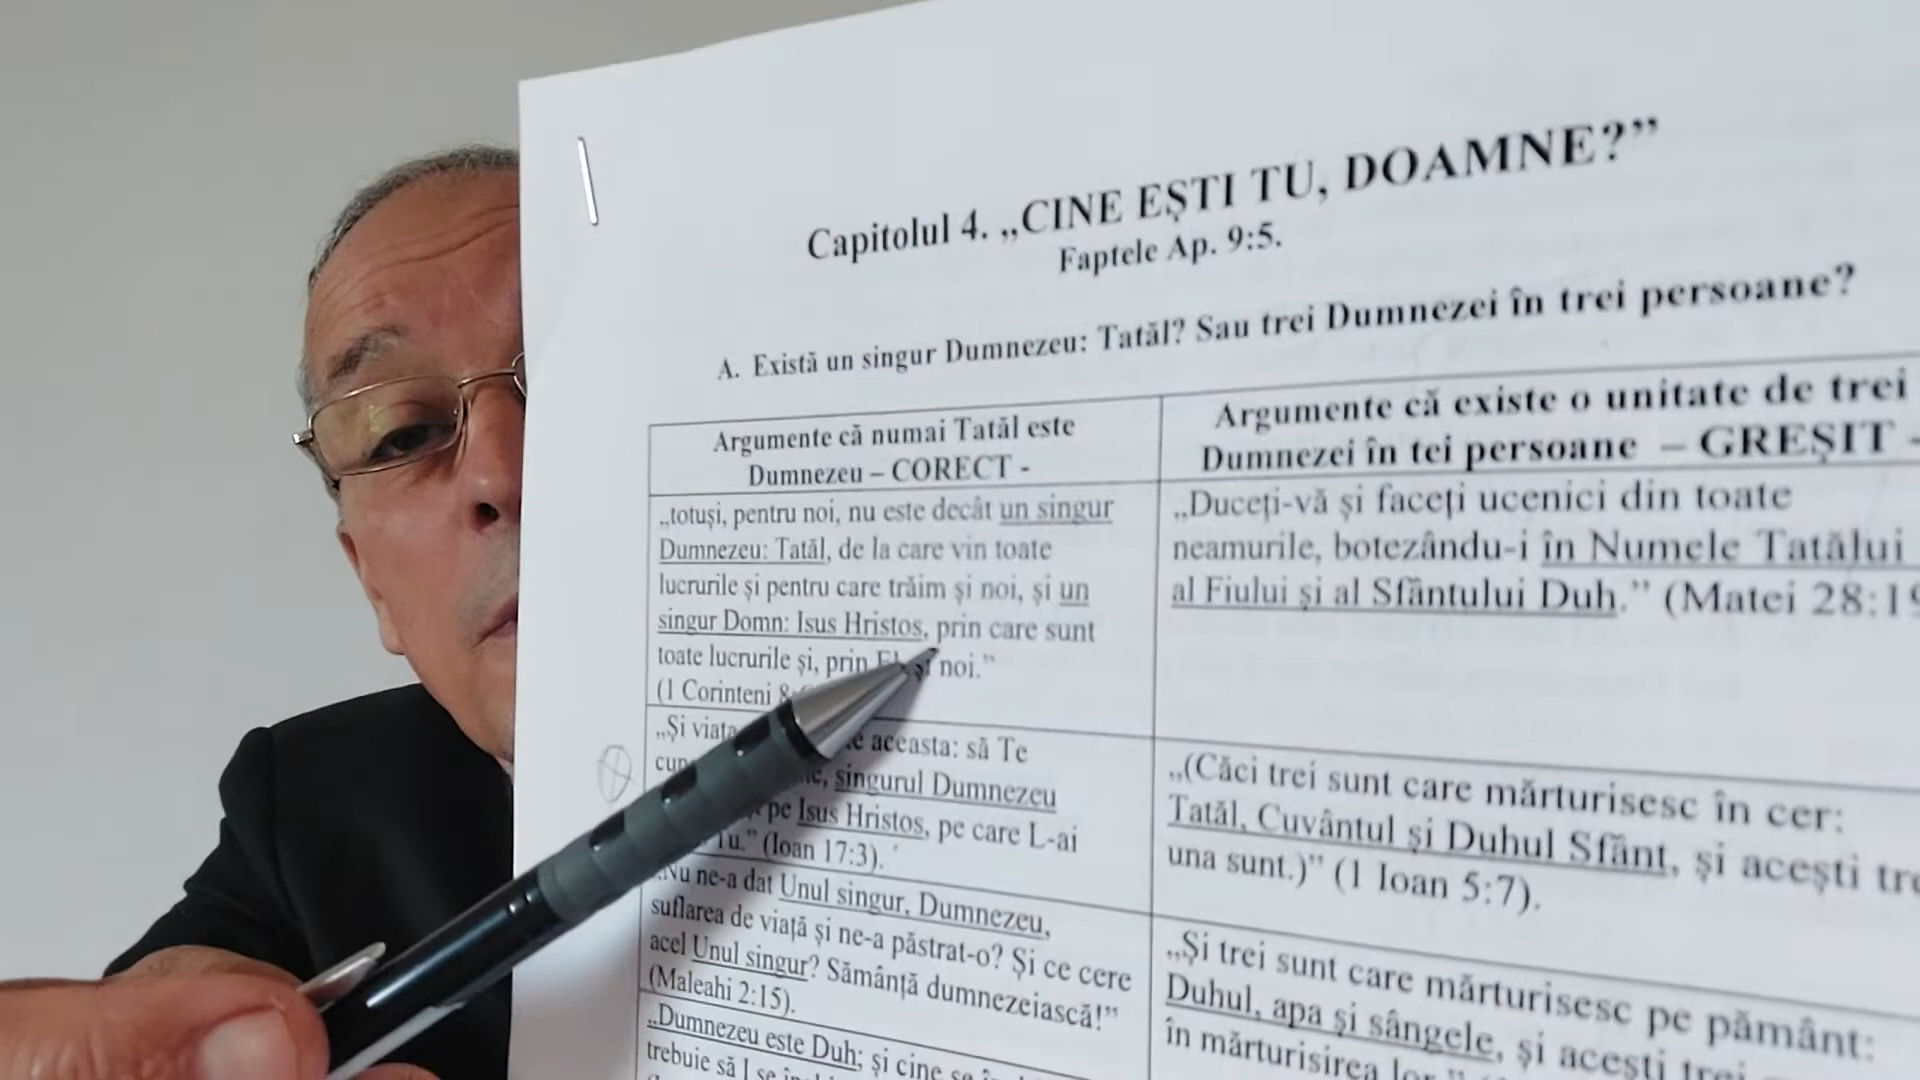 Capitolul 4. „CINE EȘTI TU, DOAMNE?”
Faptele Ap. 9:5.
A. Există un singur Dumnezeu: Tatăl? Sau trei Dumnezei în trei persoane?
Argumente că numai Tatăl este
Dumnezeu – CORECT -
„totuși, pentru noi, nu este decât un singur
Dumnezeu: Tatăl, de la care vin toate
lucrurile și pentru care trăim și noi, și un
singur Domn: Isus Hristos, prin care sunt
toate lucrurile și, prin noi.”
(1 Corinteni
„Și aceasta: să Te
singurul Dumnezeu
pe Isus Hristos, pe care L-ai
Tu.” (Ioan 17:3).
Nu ne-a dat Unul singur, Dumnezeu,
suflarea de viață și ne-a păstrat-o? Și ce cere
acel Unul singur? Sămânță dumnezeiască!”
(Maleahi 2:15).
„Dumnezeu este Duh; și cine se
trebuie să I se
Argumente că existe o unitate de trei
Dumnezei în tei persoane – GREȘIT -
„Duceți-vă și faceți ucenici din toate
neamurile, botezându-i în Numele Tatălui
al Fiului și al Sfântului Duh.” (Matei 28:19
„(Căci trei sunt care mărturisesc în cer:
Tatăl, Cuvântul și Duhul Sfânt, și acești
una sunt.)” (1 Ioan 5:7).
„Și trei sunt care mărturisesc pe pământ:
Duhul, apa și sângele, și acești trei
în mărturisirea lor.”